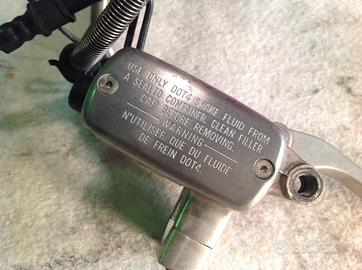 USE ONLY DOT4 BRAKE FLUID FROM
A SEALED CONTAINER. CLEAN FILLER
CAP BEFORE REMOVING.
WARNING
N'UTILISER QUE DU FLUIDE
DE FREIN DOT4.
subito